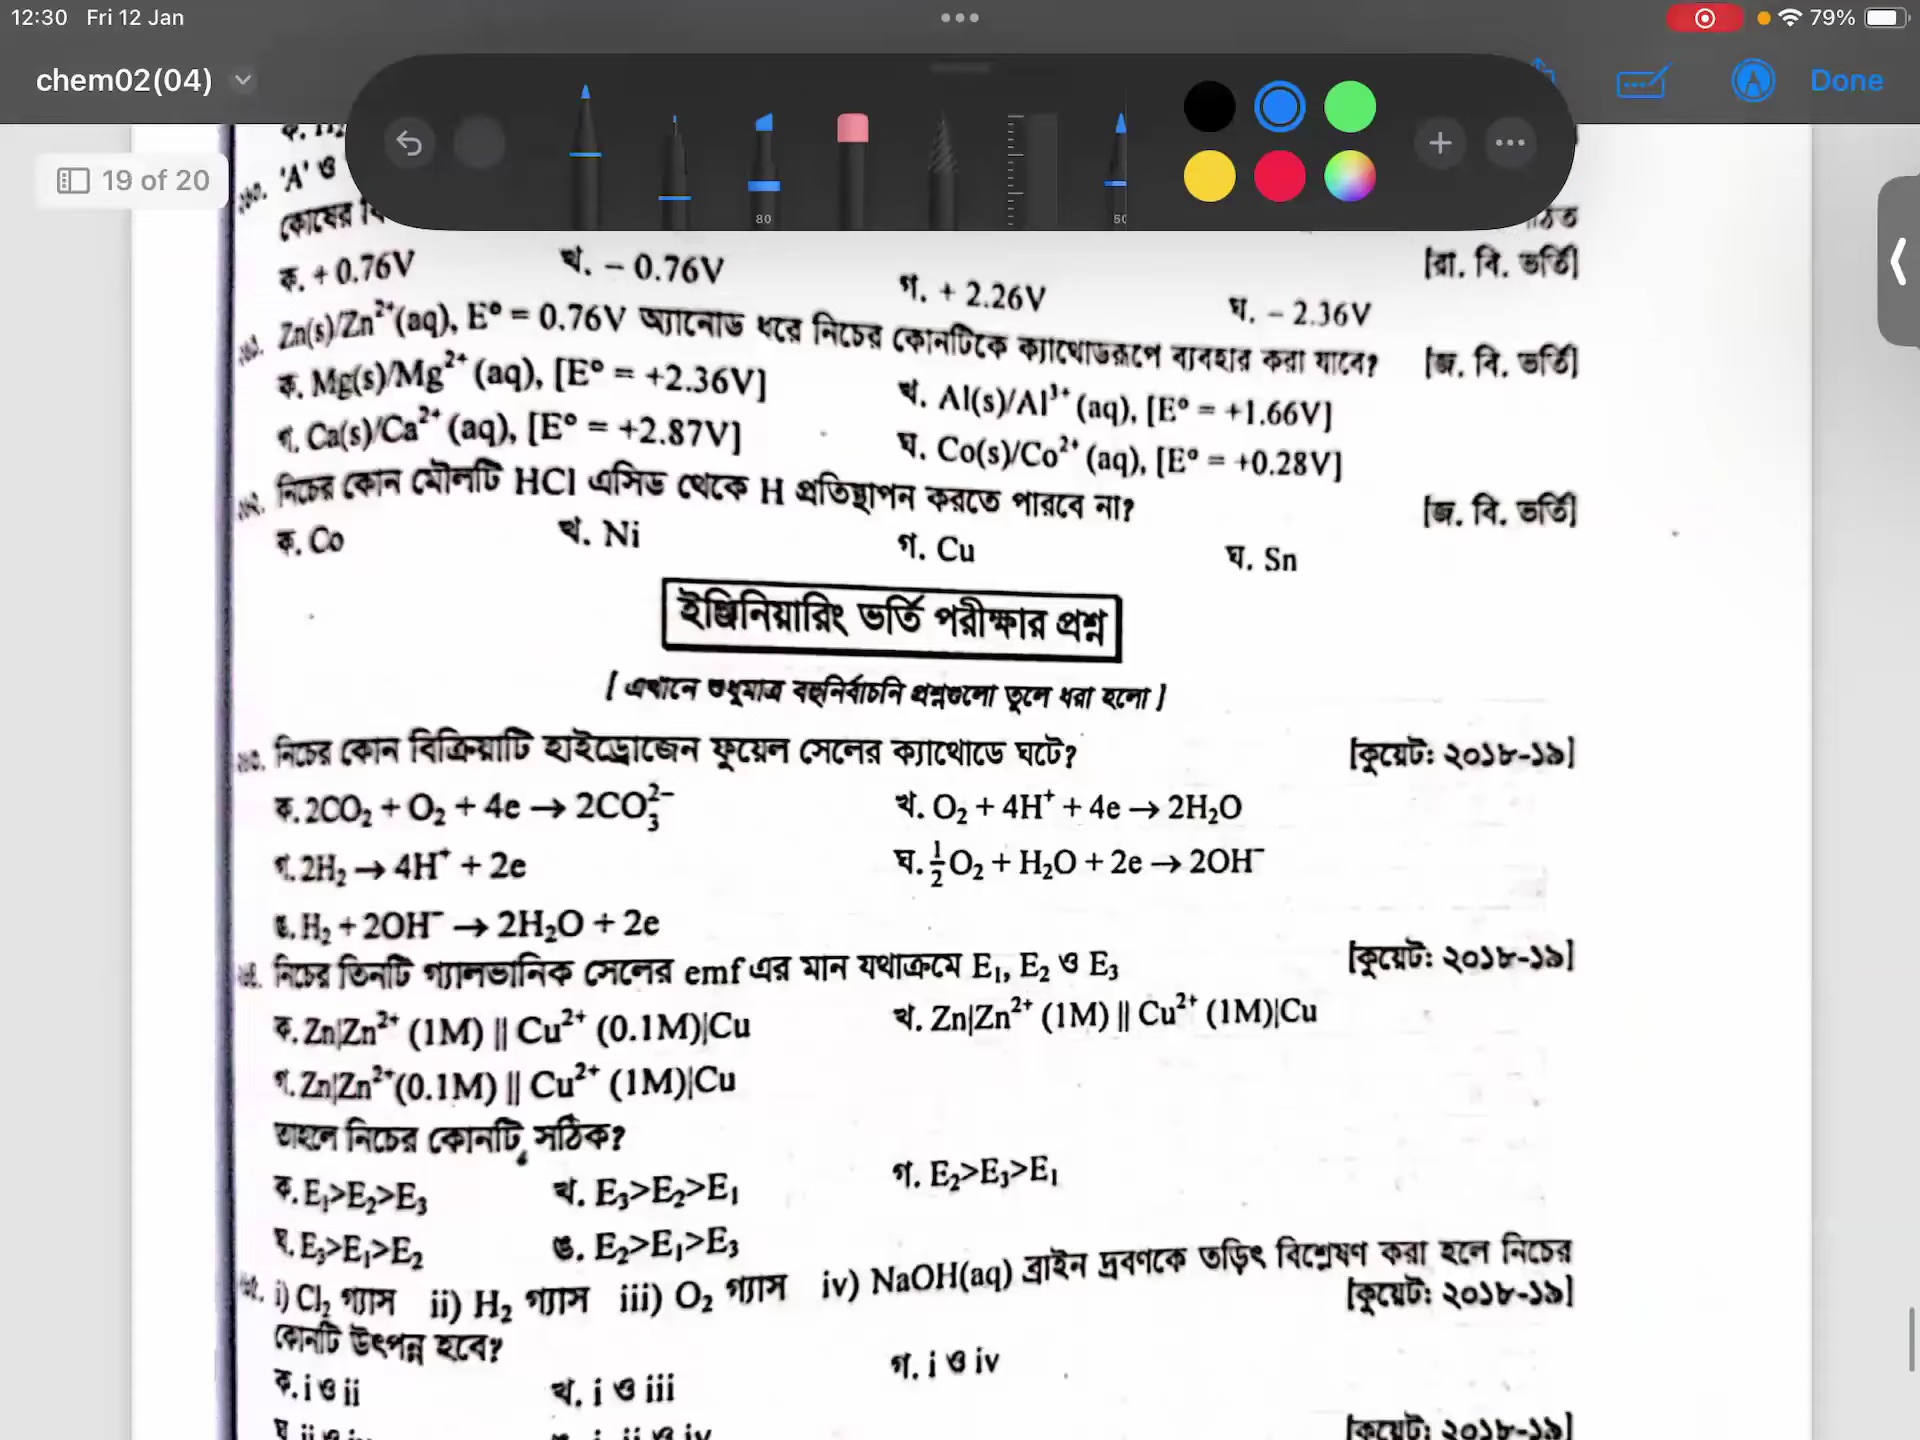 12:30 Fri 12 Jan
79%
chem02(04)
Done
19 of 20
80
'A' ও
কোষের
[রা. বি. ভর্তি]
ক. + 0.76V খ. – 0.76V গ. + 2.26V ঘ. – 2.36V
Zn(s)/Zn²⁺(aq), E° = 0.76V অ্যানোড ধরে নিচের কোনটিকে ক্যাথোডরূপে ব্যবহার করা যাবে? [জ. বি. ভর্তি]
ক. Mg(s)/Mg²⁺ (aq), [E° = +2.36V] খ. Al(s)/Al³⁺ (aq), [E° = +1.66V]
গ. Ca(s)/Ca²⁺ (aq), [E° = +2.87V] ঘ. Co(s)/Co²⁺ (aq), [E° = +0.28V]
নিচের কোন মৌলটি HCl এসিড থেকে H প্রতিস্থাপন করতে পারবে না? [জ. বি. ভর্তি]
ক. Co খ. Ni গ. Cu ঘ. Sn
ইঞ্জিনিয়ারিং ভর্তি পরীক্ষার প্রশ্ন
[ এখানে শুধুমাত্র বহুনির্বাচনি প্রশ্নগুলো তুলে ধরা হলো ]
নিচের কোন বিক্রিয়াটি হাইড্রোজেন ফুয়েল সেলের ক্যাথোডে ঘটে? [কুয়েট: ২০১৮-১৯]
ক. 2CO₂ + O₂ + 4e → 2CO₃²⁻ খ. O₂ + 4H⁺ + 4e → 2H₂O
গ. 2H₂ → 4H⁺ + 2e ঘ. ½O₂ + H₂O + 2e → 2OH⁻
ঙ. H₂ + 2OH⁻ → 2H₂O + 2e
নিচের তিনটি গ্যালভানিক সেলের emf এর মান যথাক্রমে E₁, E₂ ও E₃ [কুয়েট: ২০১৮-১৯]
ক. Zn|Zn²⁺ (1M) || Cu²⁺ (0.1M)|Cu খ. Zn|Zn²⁺ (1M) || Cu²⁺ (1M)|Cu
গ. Zn|Zn²⁺(0.1M) || Cu²⁺ (1M)|Cu
তাহলে নিচের কোনটি সঠিক?
ক. E₁>E₂>E₃ খ. E₃>E₂>E₁ গ. E₂>E₃>E₁
ঘ. E₃>E₁>E₂ ঙ. E₂>E₁>E₃
i) Cl₂ গ্যাস ii) H₂ গ্যাস iii) O₂ গ্যাস iv) NaOH(aq) ব্রাইন দ্রবণকে তড়িৎ বিশ্লেষণ করা হলে নিচের
কোনটি উৎপন্ন হবে? [কুয়েট: ২০১৮-১৯]
ক. i ও ii খ. i ও iii গ. i ও iv
[কুয়েট: ২০১৮-১৯]